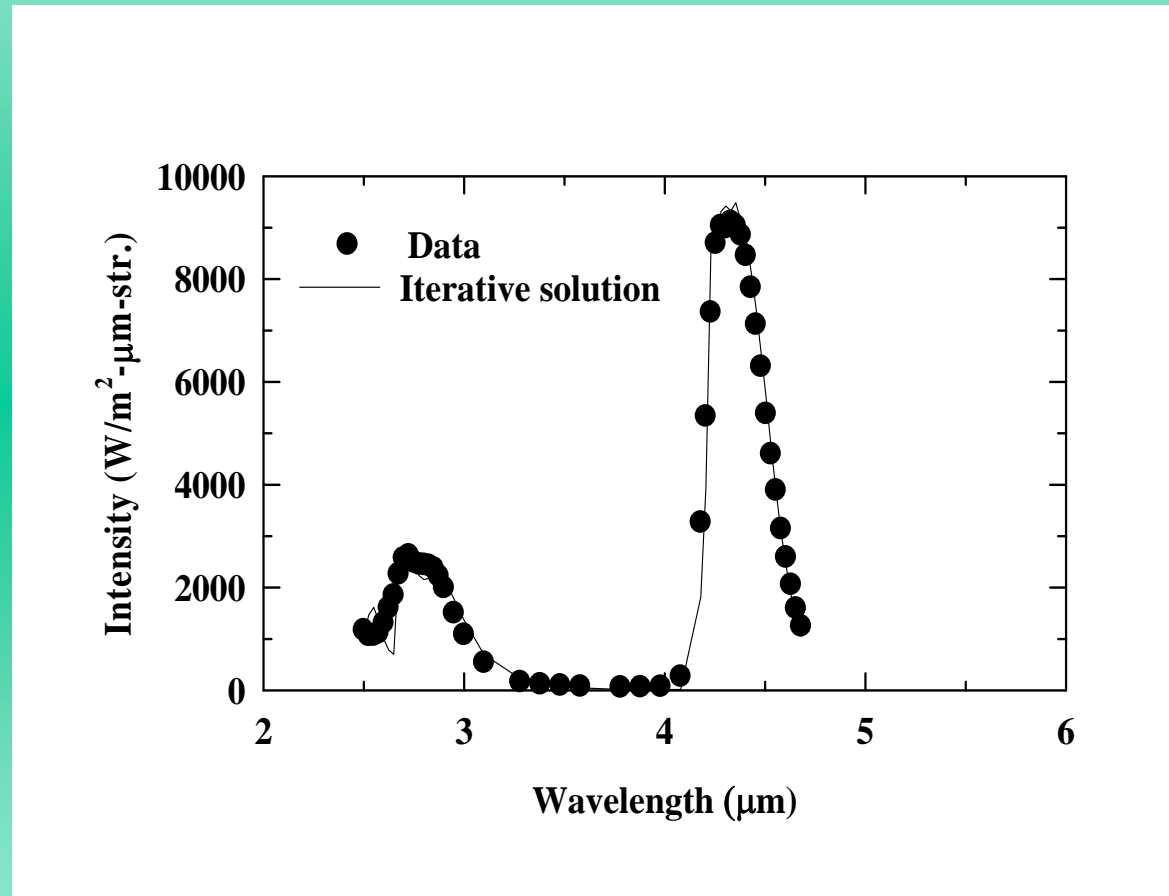 10000
8000
6000
4000
2000
0
Intensity (W/m²-μm-str.)
Data
Iterative solution
2 3 4 5 6
Wavelength (μm)